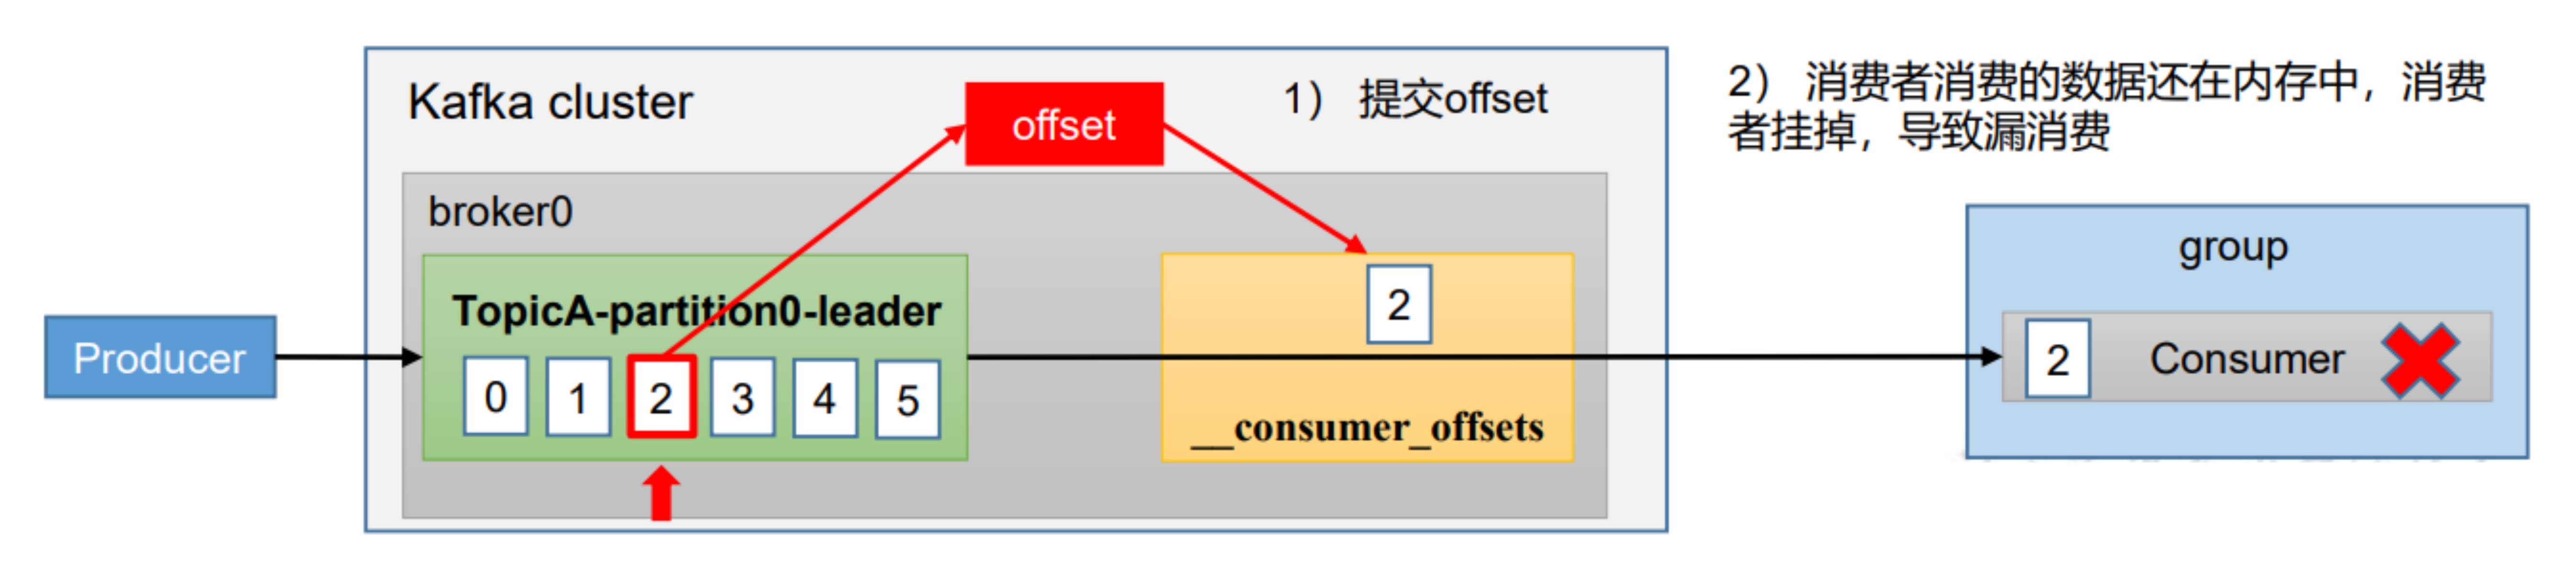 Kafka cluster
offset
1） 提交offset
2） 消费者消费的数据还在内存中，消费
者挂掉，导致漏消费
broker0
group
TopicA-partition0-leader
2
Producer
0 1 2 3 4 5
__consumer_offsets
2 Consumer